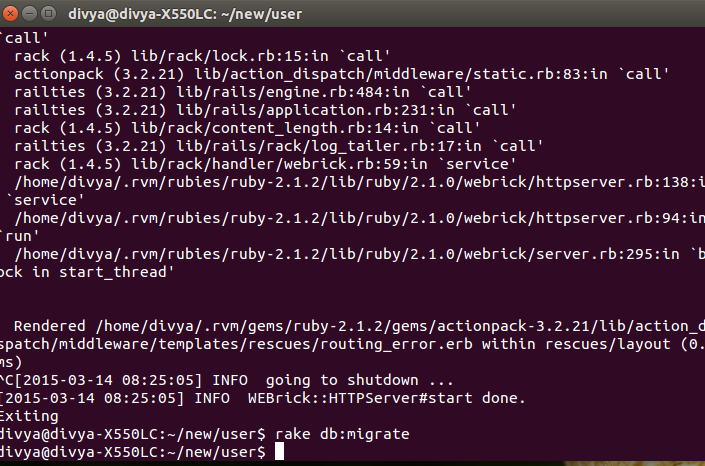 divya@divya-X550LC: ~/new/user
`call'
rack (1.4.5) lib/rack/lock.rb:15:in `call'
actionpack (3.2.21) lib/action_dispatch/middleware/static.rb:83:in `call'
railties (3.2.21) lib/rails/engine.rb:484:in `call'
railties (3.2.21) lib/rails/application.rb:231:in `call'
rack (1.4.5) lib/rack/content_length.rb:14:in `call'
railties (3.2.21) lib/rails/rack/log_tailer.rb:17:in `call'
rack (1.4.5) lib/rack/handler/webrick.rb:59:in `service'
/home/divya/.rvm/rubies/ruby-2.1.2/lib/ruby/2.1.0/webrick/httpserver.rb:138:i
`service'
/home/divya/.rvm/rubies/ruby-2.1.2/lib/ruby/2.1.0/webrick/httpserver.rb:94:in
`run'
/home/divya/.rvm/rubies/ruby-2.1.2/lib/ruby/2.1.0/webrick/server.rb:295:in `b
ock in start_thread'
Rendered /home/divya/.rvm/gems/ruby-2.1.2/gems/actionpack-3.2.21/lib/action_d
spatch/middleware/templates/rescues/routing_error.erb within rescues/layout (0.
ms)
^C[2015-03-14 08:25:05] INFO  going to shutdown ...
[2015-03-14 08:25:05] INFO  WEBrick::HTTPServer#start done.
Exiting
divya@divya-X550LC:~/new/user$ rake db:migrate
divya@divya-X550LC:~/new/user$